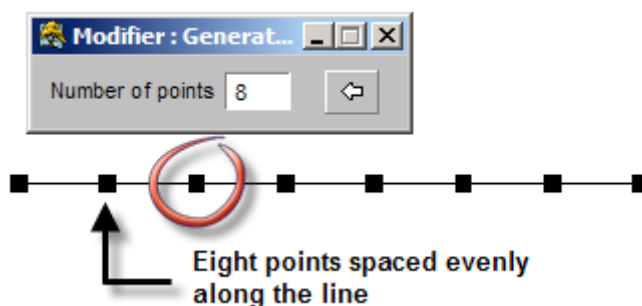 Modifier : Generat...
Number of points 8
Eight points spaced evenly
along the line